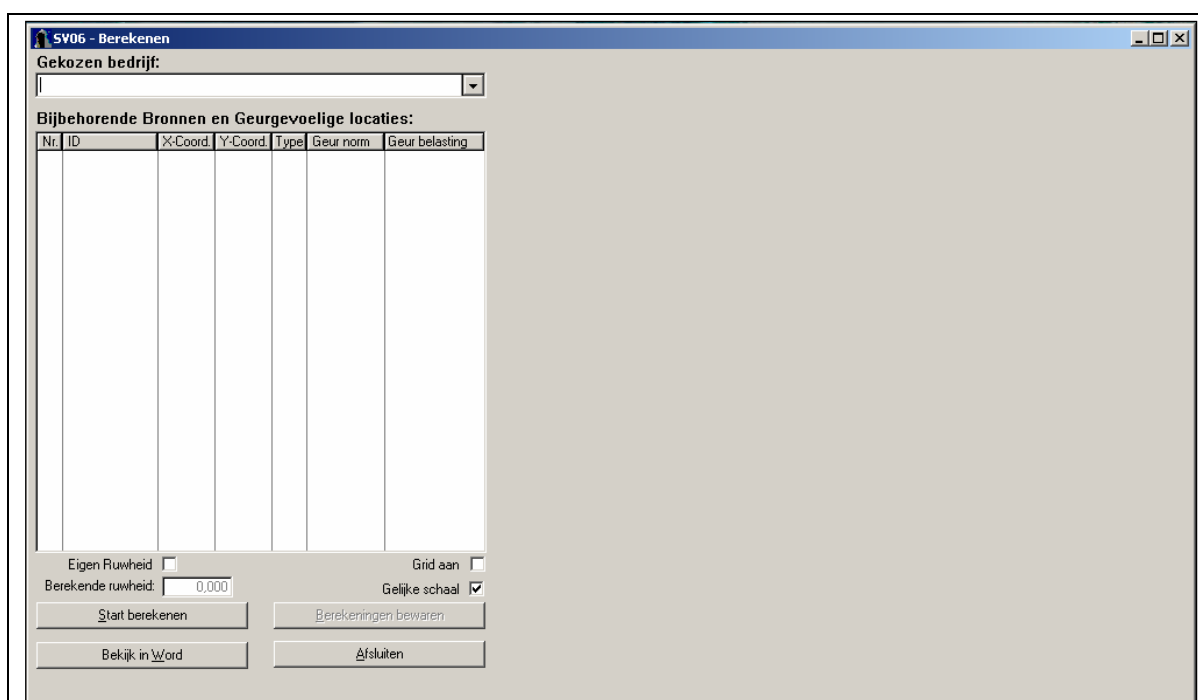 SV06 - Berekenen
Gekozen bedrijf:
Bijbehorende Bronnen en Geurgevoelige locaties:
Nr. ID X-Coord. Y-Coord. Type Geur norm Geur belasting
Eigen Ruwheid Grid aan
Berekende ruwheid: 0,000 Gelijke schaal
Start berekenen Berekeningen bewaren
Bekijk in Word Afsluiten